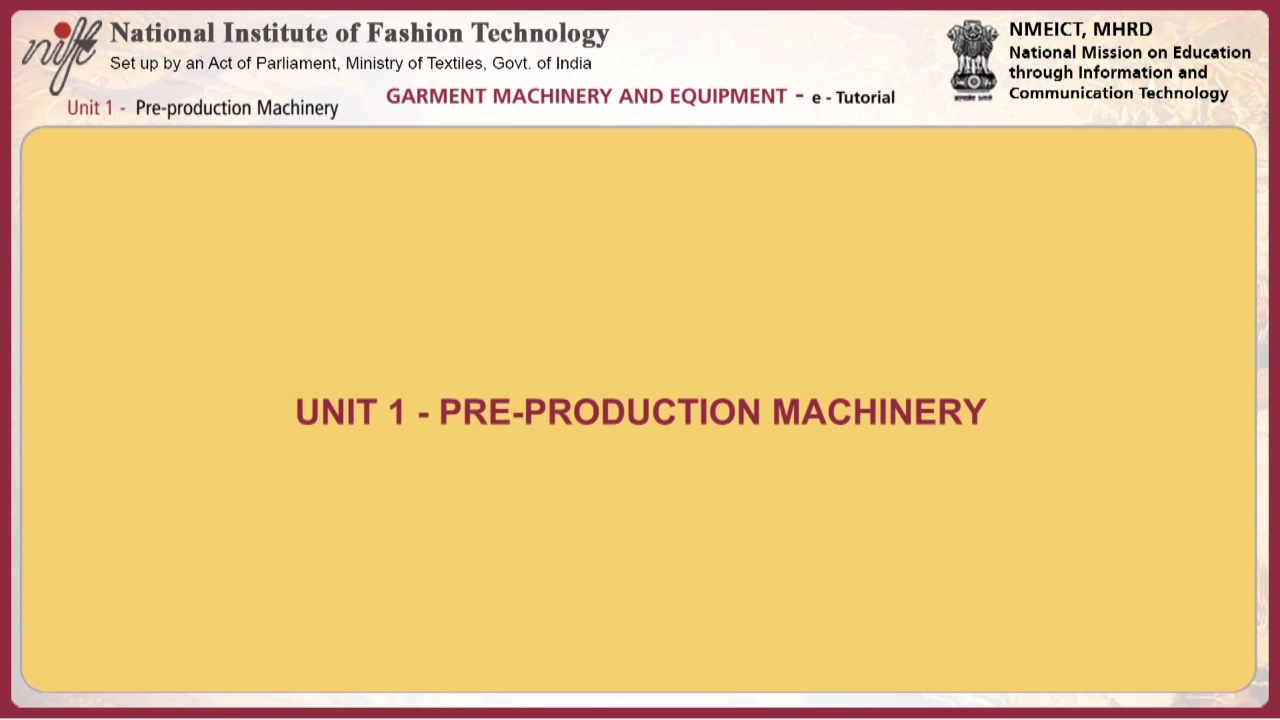 nift
National Institute of Fashion Technology
Set up by an Act of Parliament, Ministry of Textiles, Govt. of India
Unit 1 - Pre-production Machinery
GARMENT MACHINERY AND EQUIPMENT - e - Tutorial
NMEICT, MHRD
National Mission on Education
through Information and
Communication Technology
UNIT 1 - PRE-PRODUCTION MACHINERY